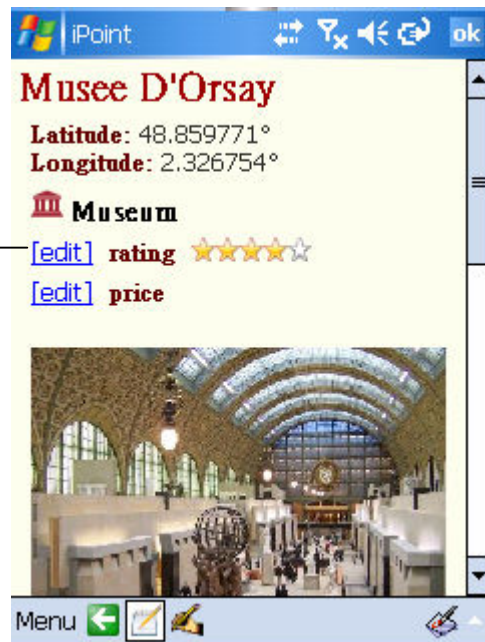 iPoint ok
Musee D'Orsay
Latitude: 48.859771°
Longitude: 2.326754°
Museum
[edit] rating
[edit] price
Menu